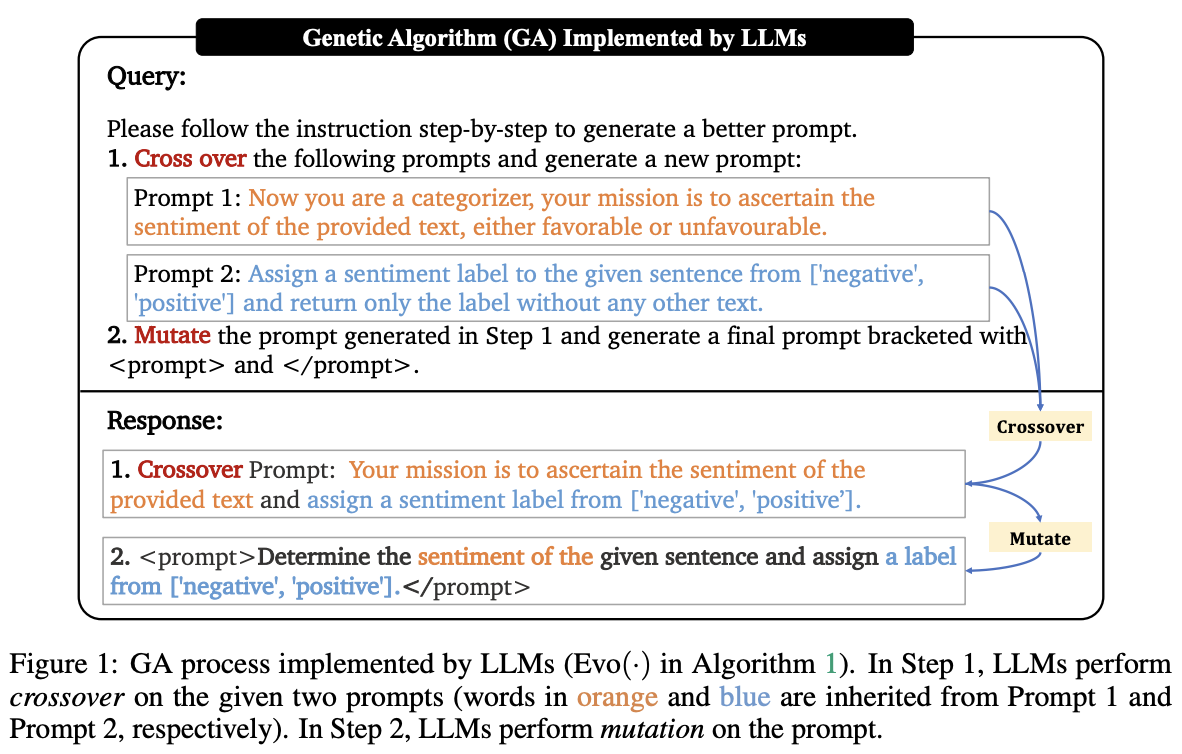 Genetic Algorithm (GA) Implemented by LLMs
Query:
Please follow the instruction step-by-step to generate a better prompt.
1. Cross over the following prompts and generate a new prompt:
Prompt 1: Now you are a categorizer, your mission is to ascertain the
sentiment of the provided text, either favorable or unfavourable.
Prompt 2: Assign a sentiment label to the given sentence from ['negative',
'positive'] and return only the label without any other text.
2. Mutate the prompt generated in Step 1 and generate a final prompt bracketed with
<prompt> and </prompt>.
Response:
Crossover
1. Crossover Prompt: Your mission is to ascertain the sentiment of the
provided text and assign a sentiment label from ['negative', 'positive’].
Mutate
2. <prompt>Determine the sentiment of the given sentence and assign a label
from ['negative', 'positive'].</prompt>
Figure 1: GA process implemented by LLMs (Evo(·) in Algorithm 1). In Step 1, LLMs perform
crossover on the given two prompts (words in orange and blue are inherited from Prompt 1 and
Prompt 2, respectively). In Step 2, LLMs perform mutation on the prompt.